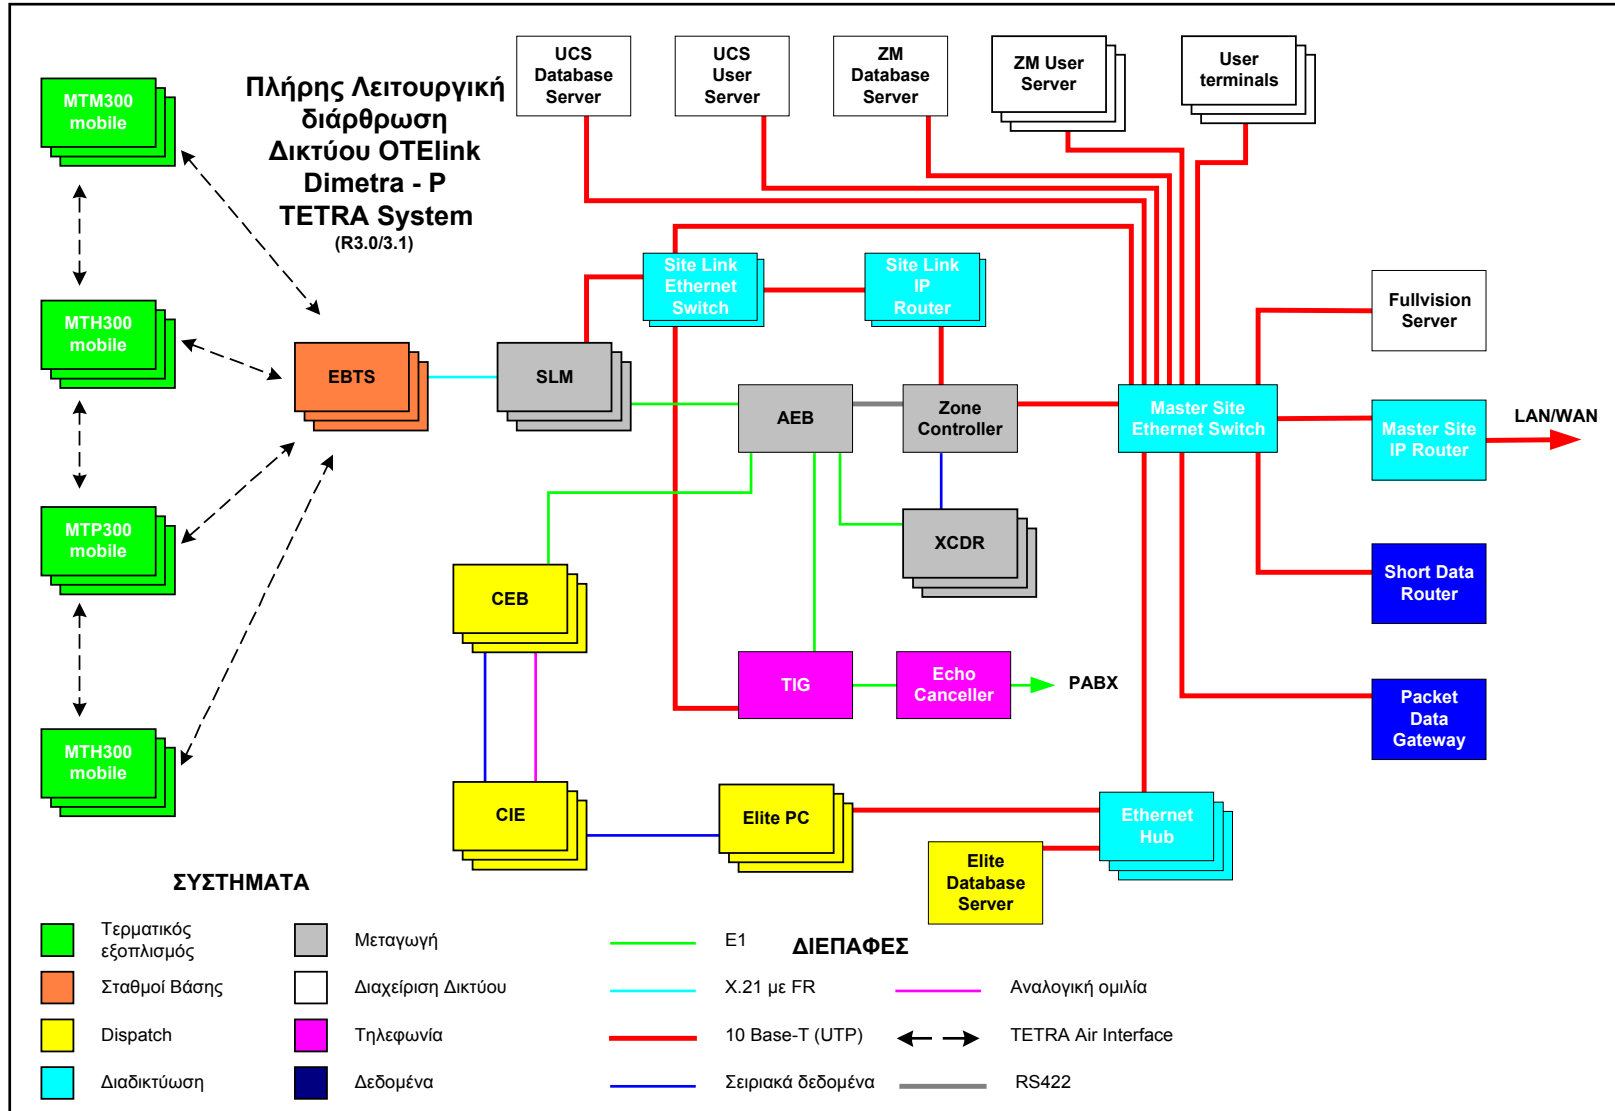 Πλήρης Λειτουργική
διάρθρωση
Δικτύου OTElink
Dimetra - P
TETRA System
(R3.0/3.1)
UCS
Database
Server
UCS
User
Server
ZM
Database
Server
ZM User
Server
User
terminals
MTM300
mobile
MTH300
mobile
MTP300
mobile
MTH300
mobile
EBTS
SLM
Site Link
Ethernet
Switch
Site Link
IP
Router
AEB
Zone
Controller
Master Site
Ethernet Switch
Fullvision
Server
Master Site
IP Router
LAN/WAN
XCDR
Short Data
Router
CEB
TIG
Echo
Canceller
PABX
Packet
Data
Gateway
CIE
Elite PC
Ethernet
Hub
Elite
Database
Server
ΣΥΣΤΗΜΑΤΑ
Τερματικός
εξοπλισμός
Σταθμοί Βάσης
Dispatch
Διαδικτύωση
Μεταγωγή
Διαχείριση Δικτύου
Τηλεφωνία
Δεδομένα
ΔΙΕΠΑΦΕΣ
E1
X.21 με FR
10 Base-T (UTP)
Σειριακά δεδομένα
Αναλογική ομιλία
TETRA Air Interface
RS422